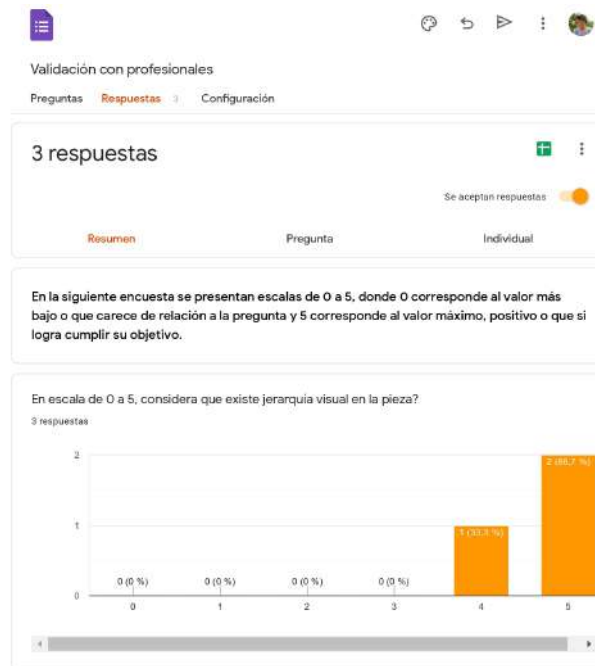 Validación con profesionales
Preguntas Respuestas 3 Configuración
3 respuestas
Se aceptan respuestas
Resumen Pregunta Individual
En la siguiente encuesta se presentan escalas de 0 a 5, donde 0 corresponde al valor más
bajo o que carece de relación a la pregunta y 5 corresponde al valor máximo, positivo o que si
logra cumplir su objetivo.
En escala de 0 a 5, considera que existe jerarquia visual en la pieza?
3 respuestas
2
2 (66,7 %)
1
1 (33,3 %)
0 (0 %) 0 (0 %) 0 (0 %) 0 (0 %)
0
0 1 2 3 4 5